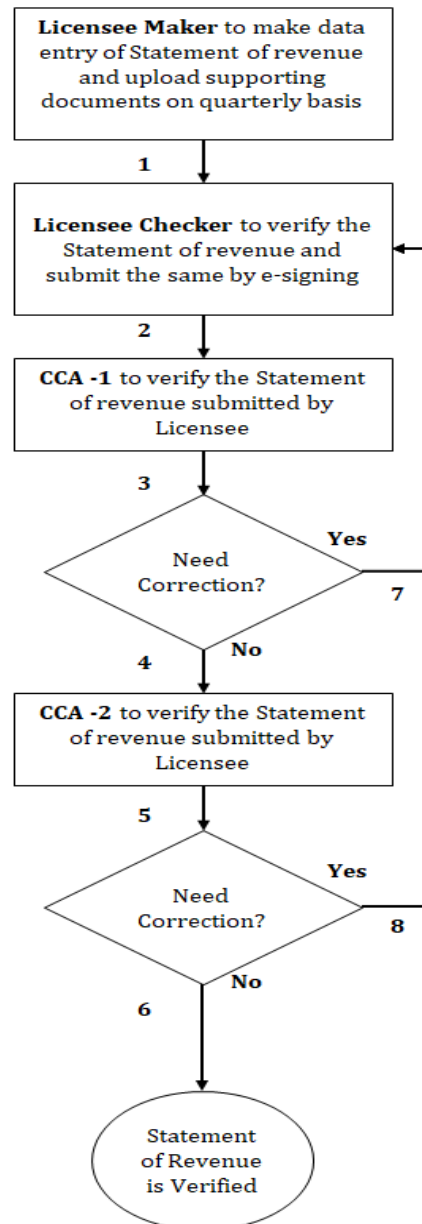 Licensee Maker to make data
entry of Statement of revenue
and upload supporting
documents on quarterly basis
1
Licensee Checker to verify the
Statement of revenue and
submit the same by e-signing
2
CCA -1 to verify the Statement
of revenue submitted by
Licensee
3
Yes
Need
Correction?
7
No
4
CCA -2 to verify the Statement
of revenue submitted by
Licensee
5
Yes
Need
Correction?
8
No
6
Statement
of Revenue
is Verified